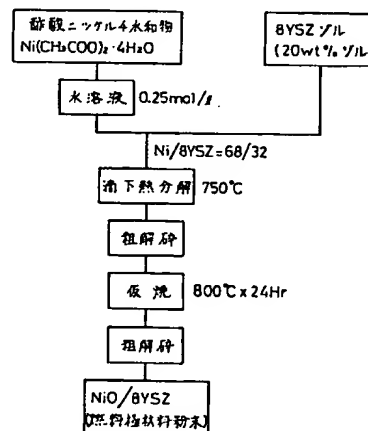 酢酸ニッケル4水和物
Ni(CH₃COO)₂·4H₂O
8YSZ ゾル
(20wt% ゾル
水溶液
0.25mol/ℓ
Ni/8YSZ=68/32
滴下熱分解
750℃
粗解砕
仮焼
800℃×24Hr
粗解砕
NiO/8YSZ
(燃料極材料粉末)